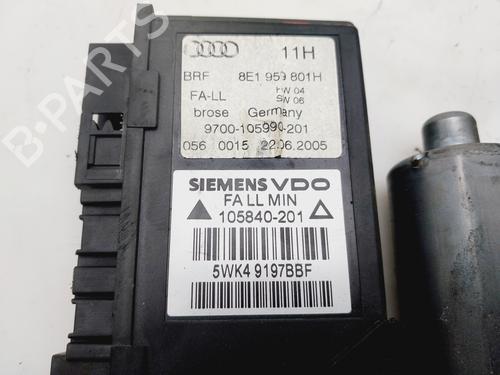 11H
BRF 8E1 959 801H
FA-LL HW 04
SW 06
brose Germany
9700-105990-201
056 0015 22.06.2005
SIEMENS VDO
FA LL MIN
105840-201
5WK4 9197BBF